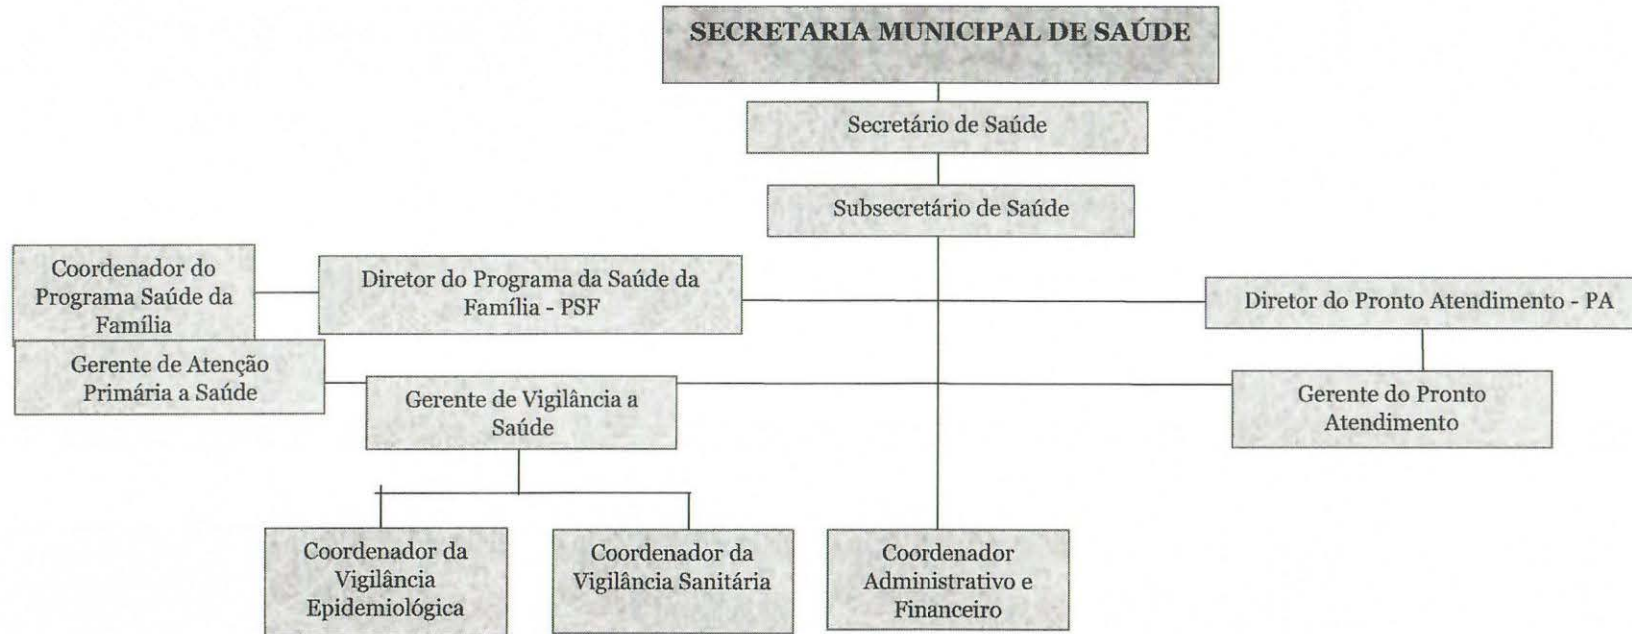 SECRETARIA MUNICIPAL DE SAÚDE
Secretário de Saúde
Subsecretário de Saúde
Coordenador do
Programa Saúde da
Família
Diretor do Programa da Saúde da
Família - PSF
Diretor do Pronto Atendimento - PA
Gerente de Atenção
Primária a Saúde
Gerente de Vigilância a
Saúde
Gerente do Pronto
Atendimento
Coordenador da
Vigilância
Epidemiológica
Coordenador da
Vigilância Sanitária
Coordenador
Administrativo e
Financeiro